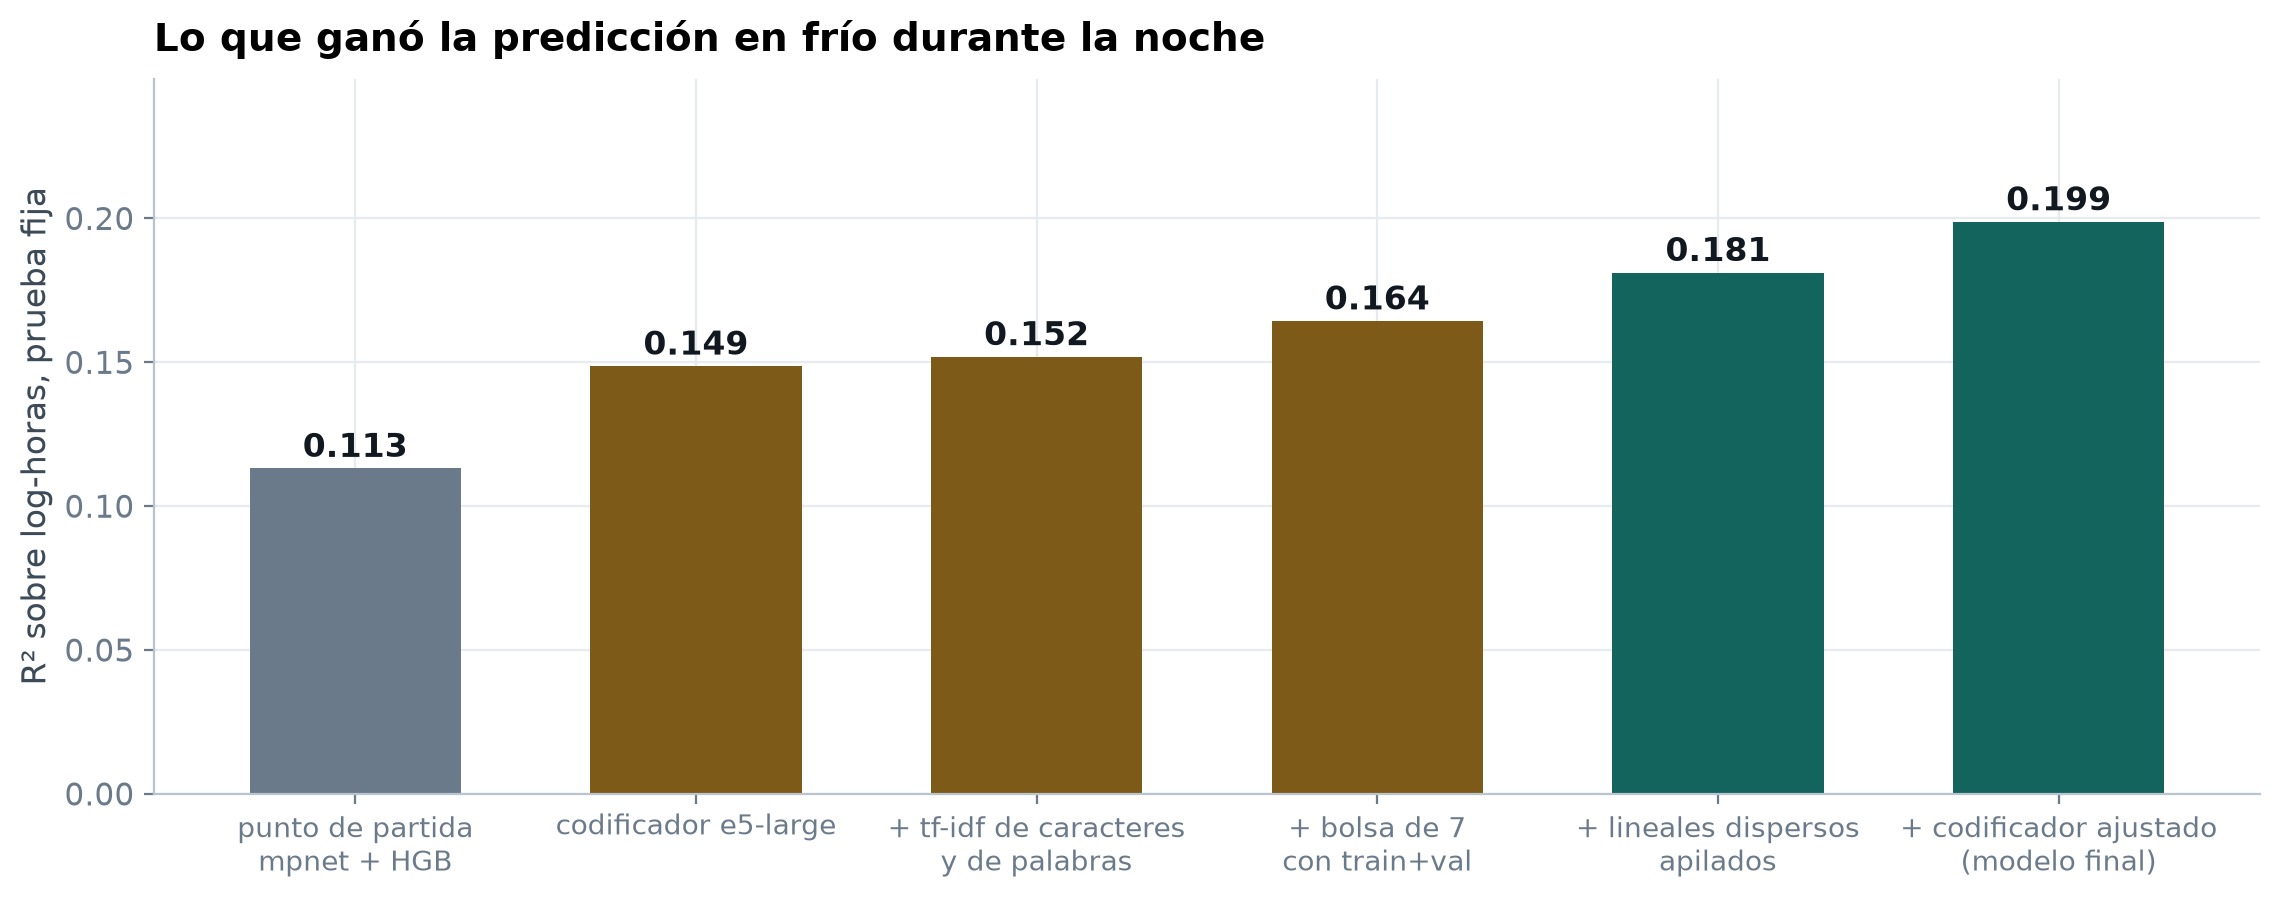 Lo que ganó la predicción en frío durante la noche
R² sobre log-horas, prueba fija
0.20
0.15
0.10
0.05
0.00
0.113
0.149
0.152
0.164
0.181
0.199
punto de partida
mpnet + HGB
codificador e5-large
+ tf-idf de caracteres
y de palabras
+ bolsa de 7
con train+val
+ lineales dispersos
apilados
+ codificador ajustado
(modelo final)